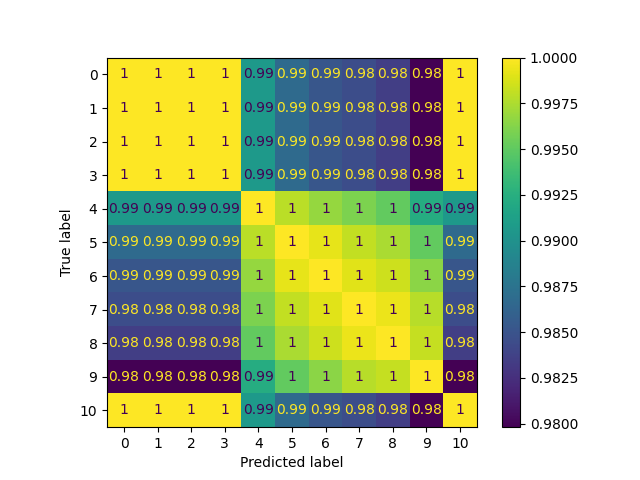 0 1 1 1 1 0.99 0.99 0.99 0.98 0.98 0.98 1
1 1 1 1 1 0.99 0.99 0.99 0.98 0.98 0.98 1
2 1 1 1 1 0.99 0.99 0.99 0.98 0.98 0.98 1
3 1 1 1 1 0.99 0.99 0.99 0.98 0.98 0.98 1
4 0.99 0.99 0.99 0.99 1 1 1 1 1 0.99 0.99
5 0.99 0.99 0.99 0.99 1 1 1 1 1 1 0.99
6 0.99 0.99 0.99 0.99 1 1 1 1 1 1 0.99
7 0.98 0.98 0.98 0.98 1 1 1 1 1 1 0.98
8 0.98 0.98 0.98 0.98 1 1 1 1 1 1 0.98
9 0.98 0.98 0.98 0.98 0.99 1 1 1 1 1 0.98
10 1 1 1 1 0.99 0.99 0.99 0.98 0.98 0.98 1
0 1 2 3 4 5 6 7 8 9 10
Predicted label
True label
1.0000
0.9975
0.9950
0.9925
0.9900
0.9875
0.9850
0.9825
0.9800